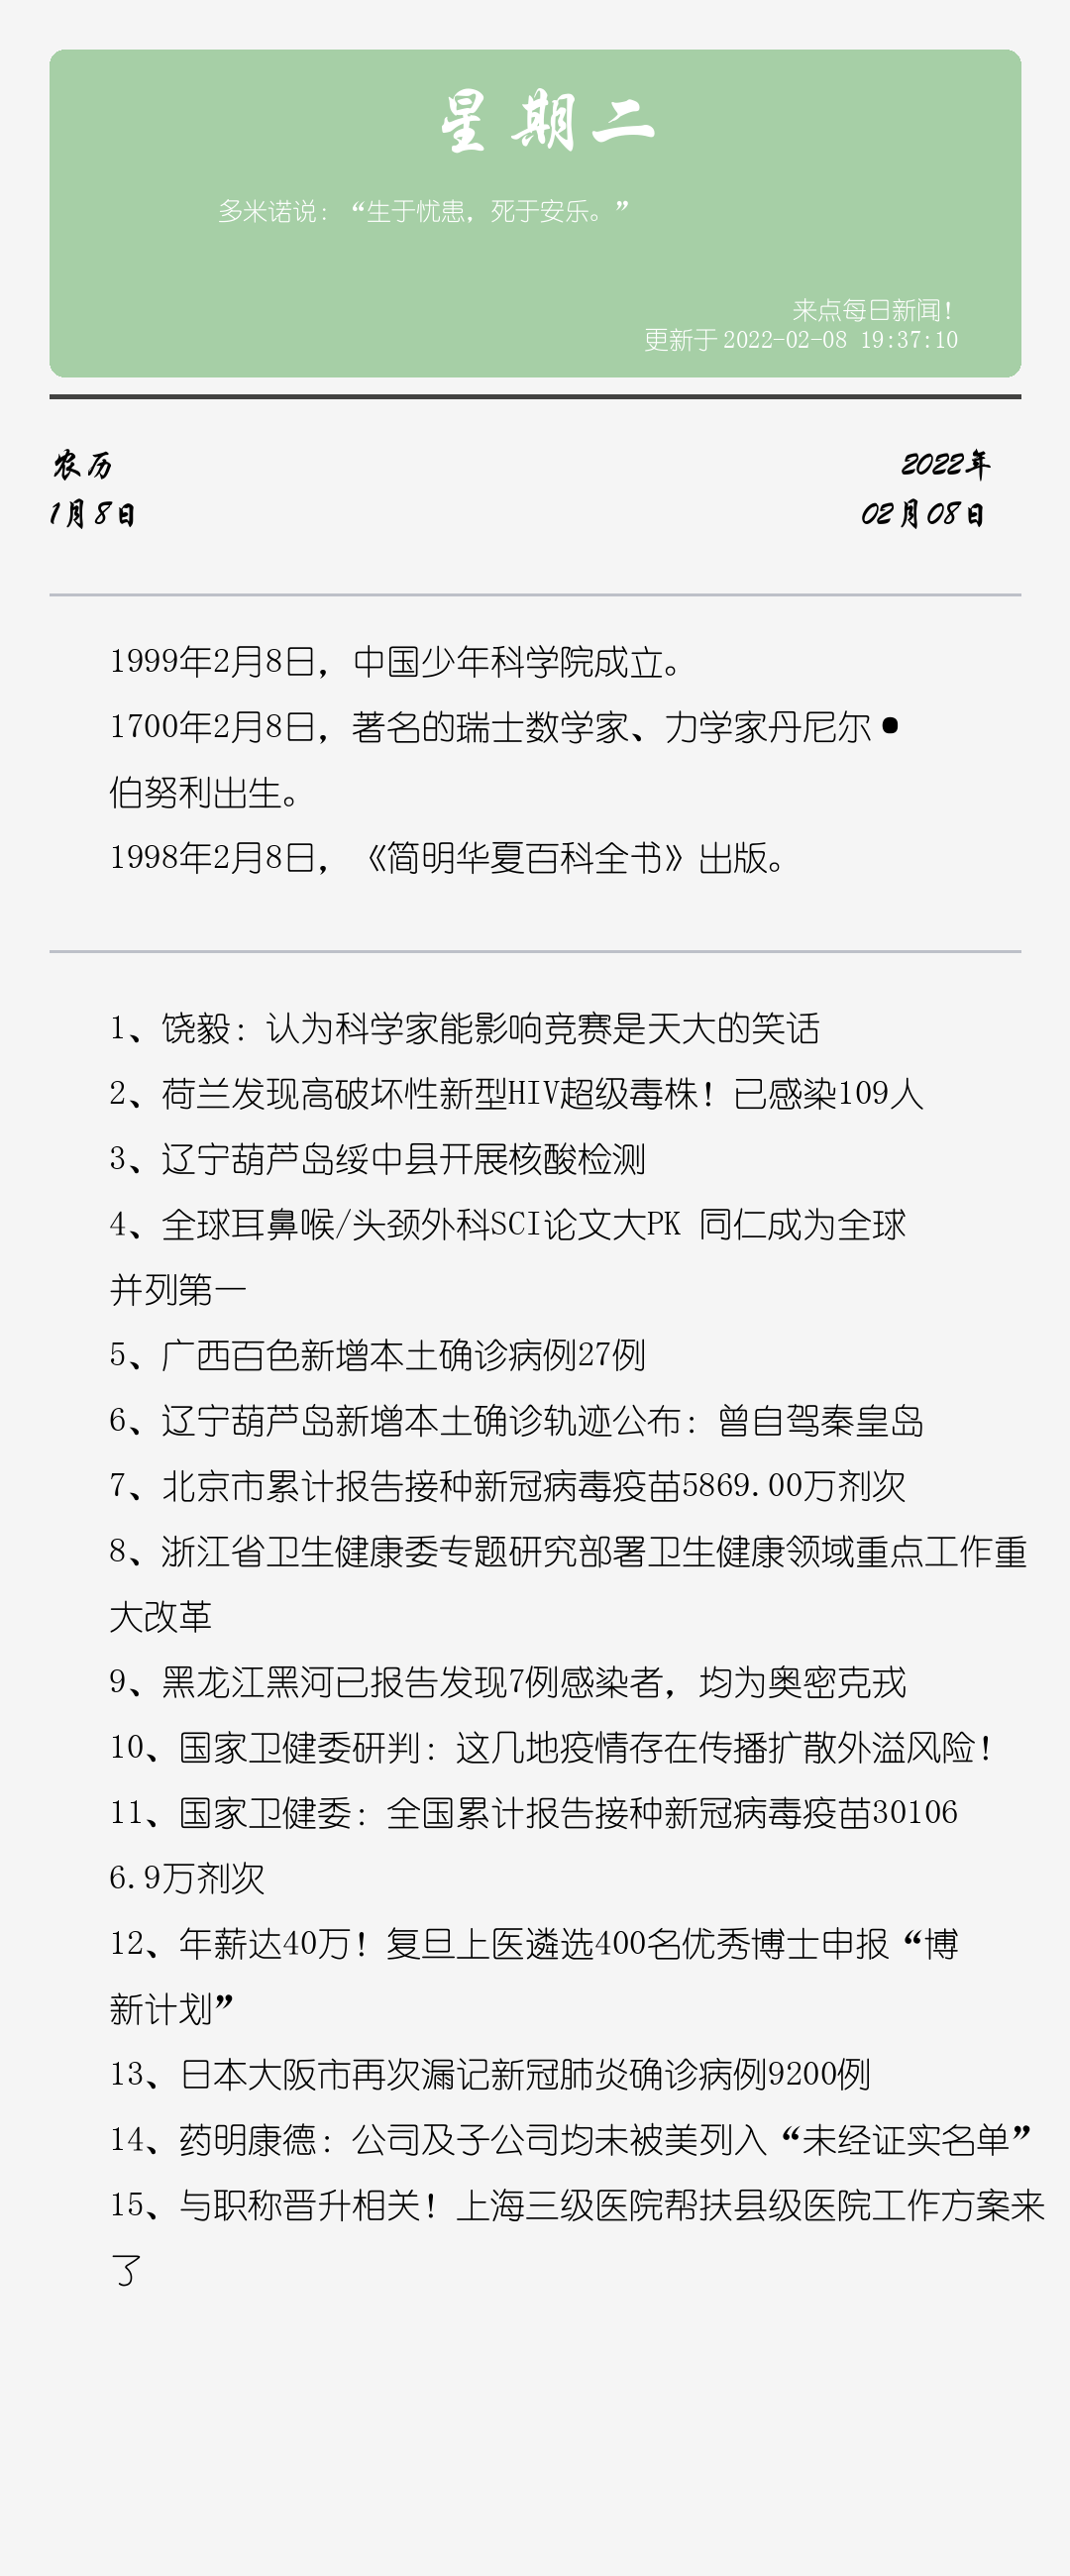 星期二
多米诺说：“生于忧患，死于安乐。”
来点每日新闻！
更新于 2022-02-08 19:37:10
农历
2022年
1月8日
02月08日
1999年2月8日，中国少年科学院成立。
1700年2月8日，著名的瑞士数学家、力学家丹尼尔•
伯努利出生。
1998年2月8日，《简明华夏百科全书》出版。
1、饶毅：认为科学家能影响竞赛是天大的笑话
2、荷兰发现高破坏性新型HIV超级毒株！已感染109人
3、辽宁葫芦岛绥中县开展核酸检测
4、全球耳鼻喉/头颈外科SCI论文大PK 同仁成为全球
并列第一
5、广西百色新增本土确诊病例27例
6、辽宁葫芦岛新增本土确诊轨迹公布：曾自驾秦皇岛
7、北京市累计报告接种新冠病毒疫苗5869.00万剂次
8、浙江省卫生健康委专题研究部署卫生健康领域重点工作重
大改革
9、黑龙江黑河已报告发现7例感染者，均为奥密克戎
10、国家卫健委研判：这几地疫情存在传播扩散外溢风险！
11、国家卫健委：全国累计报告接种新冠病毒疫苗30106
6.9万剂次
12、年薪达40万！复旦上医遴选400名优秀博士申报“博
新计划”
13、日本大阪市再次漏记新冠肺炎确诊病例9200例
14、药明康德：公司及子公司均未被美列入“未经证实名单”
15、与职称晋升相关！上海三级医院帮扶县级医院工作方案来
了